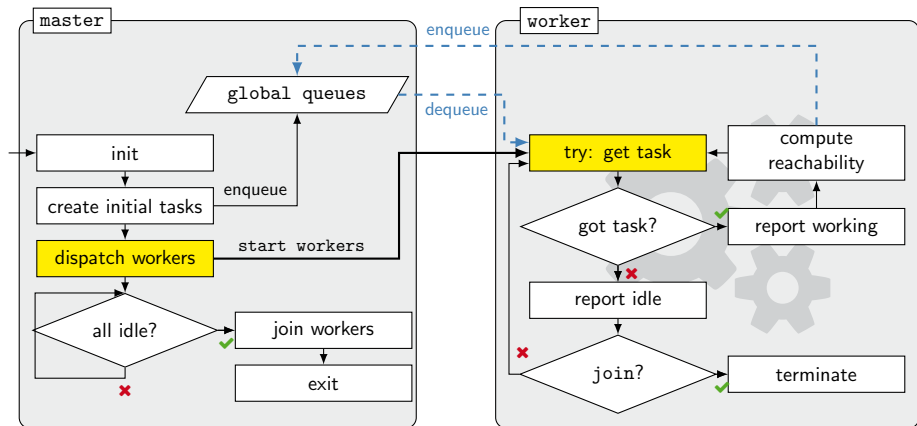 master
worker
enqueue
global queues
dequeue
init
try: get task
compute
reachability
enqueue
create initial tasks
got task?
report working
start workers
dispatch workers
report idle
all idle?
join workers
join?
terminate
exit